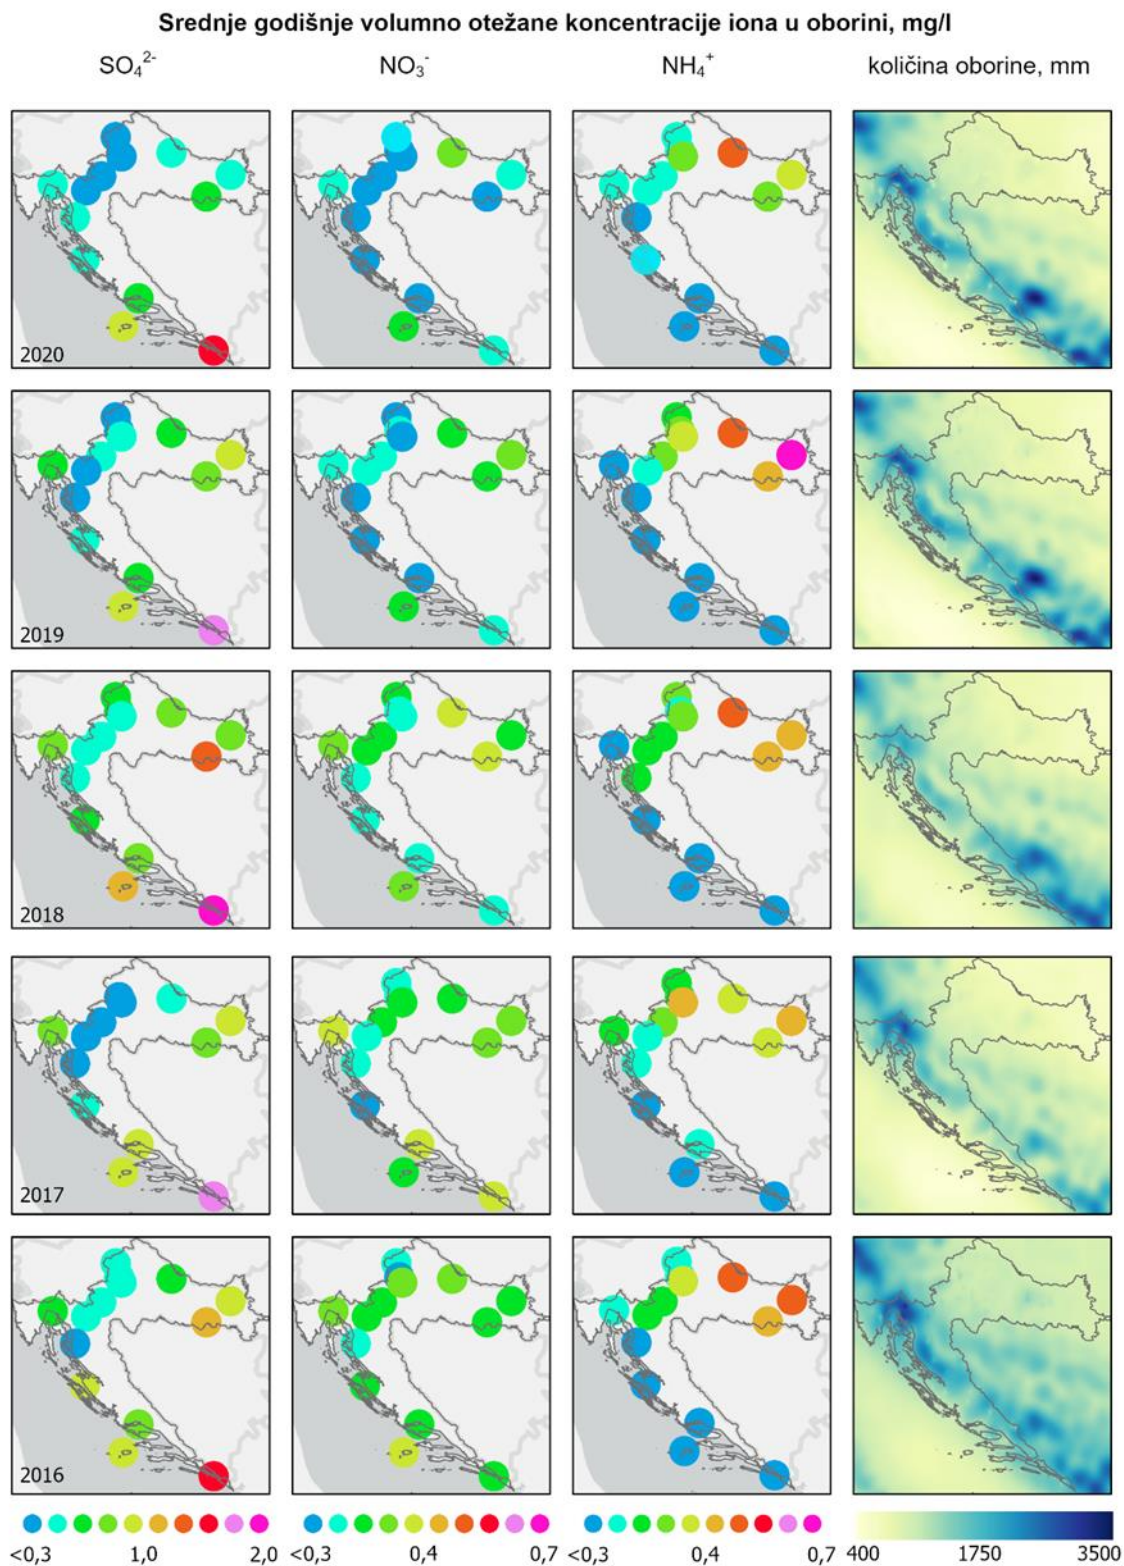 Srednje godišnje volumno otežane koncentracije iona u oborini, mg/l
SO₄²⁻ NO₃⁻ NH₄⁺ količina oborine, mm
2020
2019
2018
2017
2016
<0,3 1,0 2,0 <0,3 0,4 0,7 <0,3 0,4 0,7 400 1750 3500